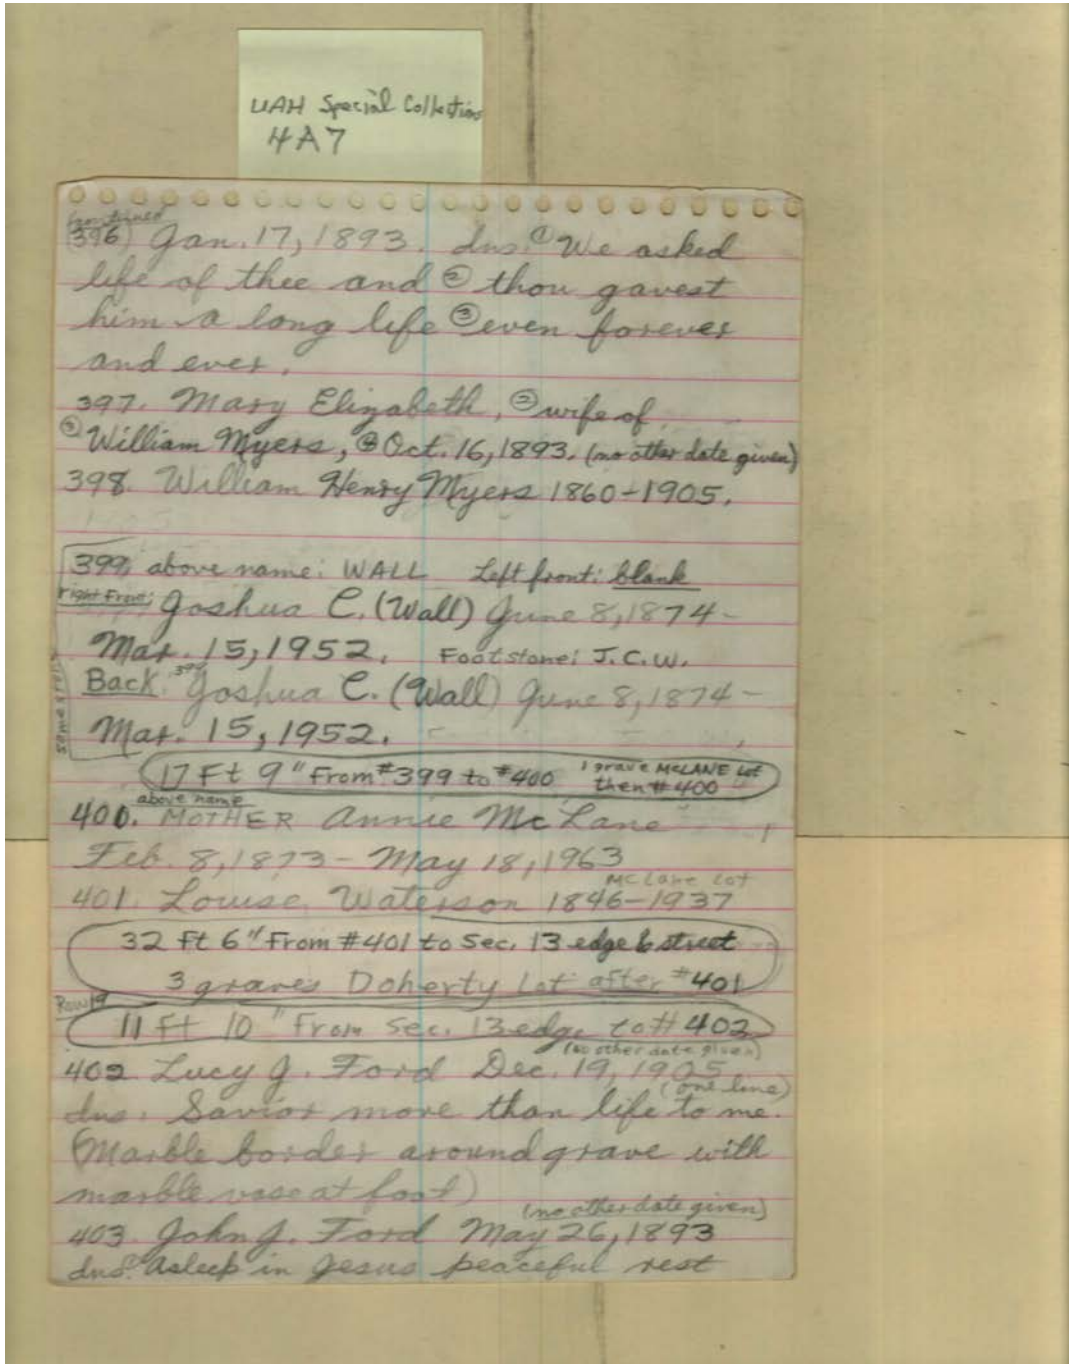 UAH Special Collections
4A7
continued
(396) Jan. 17, 1893. Ins. ① We asked
life of thee and ② thou gavest
him a long life ③ even forever
and ever.
397. Mary Elizabeth, ② wife of
③ William Myers, ④ Oct. 16, 1893. (no other date given)
398. William Henry Myers 1860-1905.
399. above name: WALL Left front: blank
right front: Joshua C. (Wall) June 8, 1874-
Mar. 15, 1952. Footstone: J.C.W.
same stone
Back. 399 Joshua C. (Wall) June 8, 1874-
Mar. 15, 1952.
17 Ft 9" From #399 to #400 1 grave McLANE Lot
then #400
above name
400. MOTHER Annie McLane
Feb. 8, 1873- May 18, 1963
McLane Lot
401. Louise Waterson 1846-1937
32 Ft 6" From #401 to Sec. 13 edge & street
3 graves Doherty Lot after #401
Row 19
11 Ft 10" From Sec. 13 edge to # 402
(no other date given)
402 Lucy J. Ford Dec. 19, 1905
(one line)
Ins. Savior more than life to me.
(Marble border around grave with
marble vase at foot)
(no other date given)
403. John J. Ford May 26, 1893
Ins. Asleep in Jesus peaceful rest